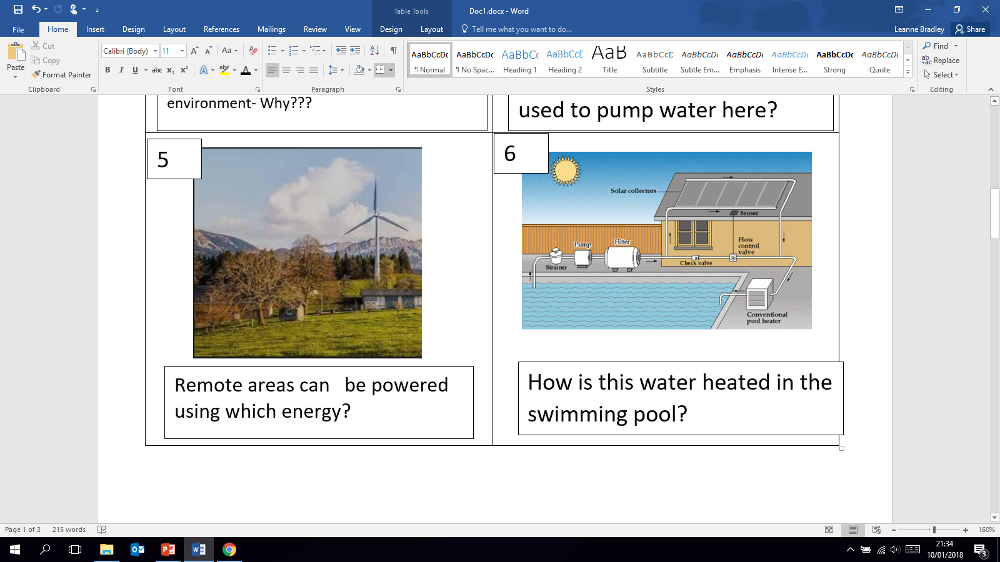 Table Tools
Doc1.docx - Word
File Home Insert Design Layout References Mailings Review View Design Layout Tell me what you want to do... Leanne Bradley Share
Paste
Cut
Copy
Format Painter
Clipboard
Calibri (Body) 11
Font
Paragraph
AaBbCcDc AaBbCcDc AaBbCc AaBbCcD AaB AaBbCcD AaBbCcDc AaBbCcDc AaBbCcDc AaBbCcDc AaBbCcDc
¶ Normal ¶ No Spac... Heading 1 Heading 2 Title Subtitle Subtle Em... Emphasis Intense E... Strong Quote
Styles
Find
Replace
Select
Editing
environment- Why???
used to pump water here?
5
Remote areas can be powered
using which energy?
6
Solar collectors
Sensor
Pump
Filter
Flow
control
valve
Strainer
Check valve
Conventional
pool heater
How is this water heated in the
swimming pool?
Page 1 of 3 215 words 160%
21:34
10/01/2018
3